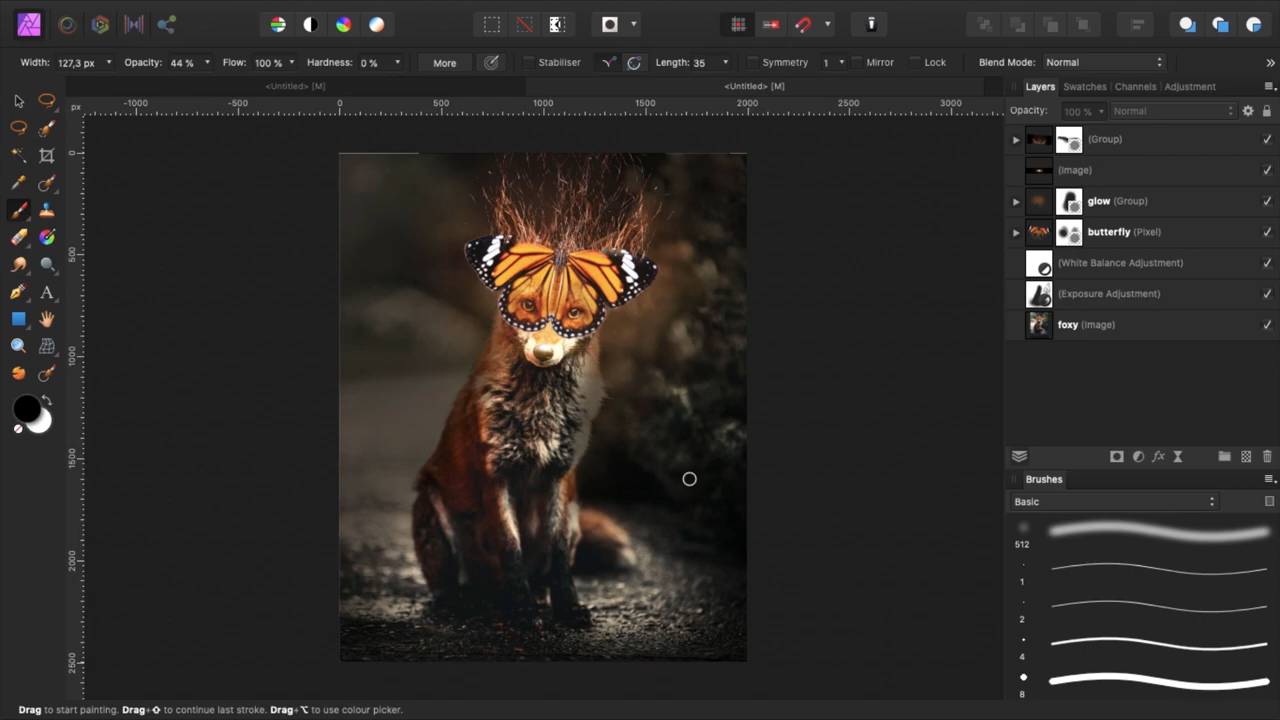 Width: 127,3 px Opacity: 44 % Flow: 100 % Hardness: 0 % More Stabiliser Length: 35 Symmetry 1 Mirror Lock Blend Mode: Normal
<Untitled> [M] <Untitled> [M]
px -1000 -500 0 500 1000 1500 2000 2500 3000
0
500
1000
1500
2000
2500
Layers Swatches Channels Adjustment
Opacity: 100 % Normal
(Group)
(Image)
glow (Group)
butterfly (Pixel)
(White Balance Adjustment)
(Exposure Adjustment)
foxy (Image)
Brushes
Basic
512
1
2
4
8
Drag to start painting. Drag+⇧ to continue last stroke. Drag+⌥ to use colour picker.